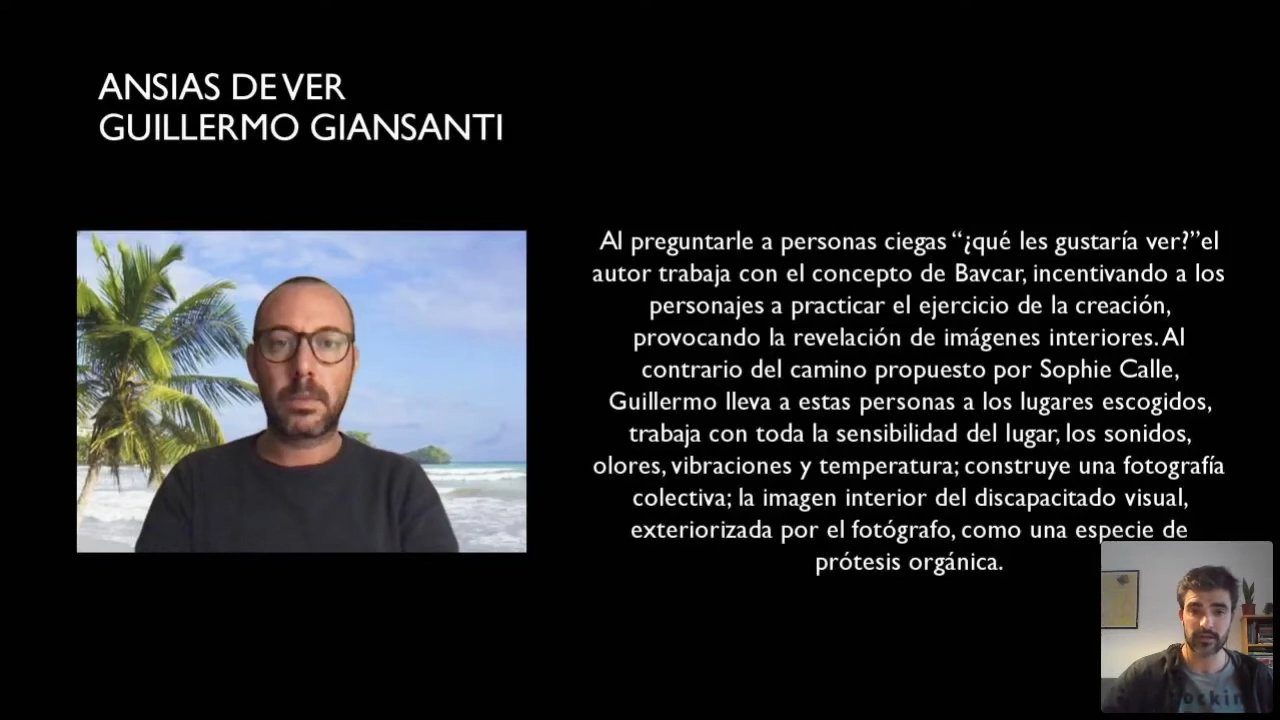 ANSIAS DE VER
GUILLERMO GIANSANTI
Al preguntarle a personas ciegas “¿qué les gustaría ver?”el
autor trabaja con el concepto de Bavcar, incentivando a los
personajes a practicar el ejercicio de la creación,
provocando la revelación de imágenes interiores. Al
contrario del camino propuesto por Sophie Calle,
Guillermo lleva a estas personas a los lugares escogidos,
trabaja con toda la sensibilidad del lugar, los sonidos,
olores, vibraciones y temperatura; construye una fotografía
colectiva; la imagen interior del discapacitado visual,
exteriorizada por el fotógrafo, como una especie de
prótesis orgánica.